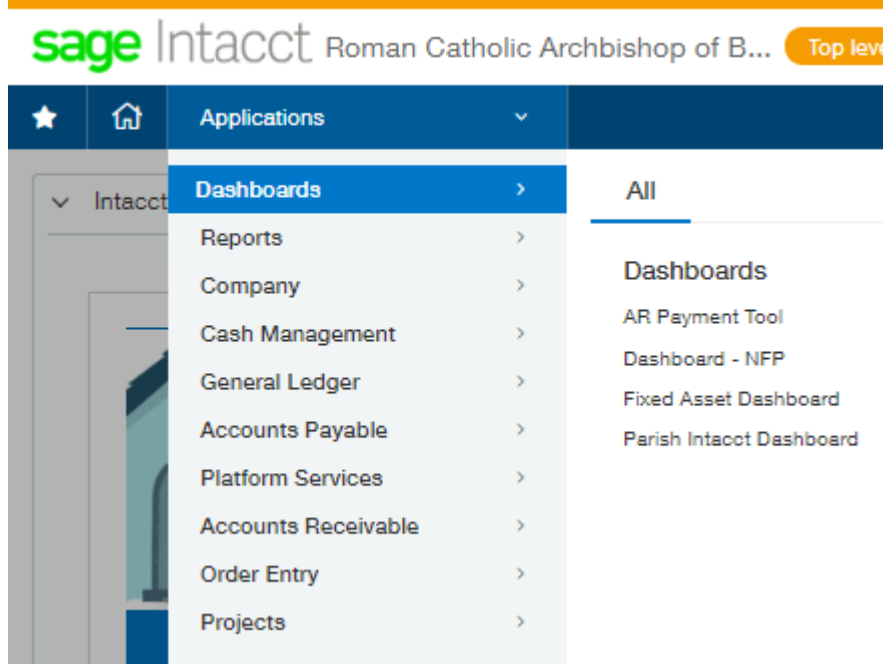 sage Intacct Roman Catholic Archbishop of B... Top leve
Applications
Intacct
Dashboards
Reports
Company
Cash Management
General Ledger
Accounts Payable
Platform Services
Accounts Receivable
Order Entry
Projects
All
Dashboards
AR Payment Tool
Dashboard - NFP
Fixed Asset Dashboard
Parish Intacct Dashboard